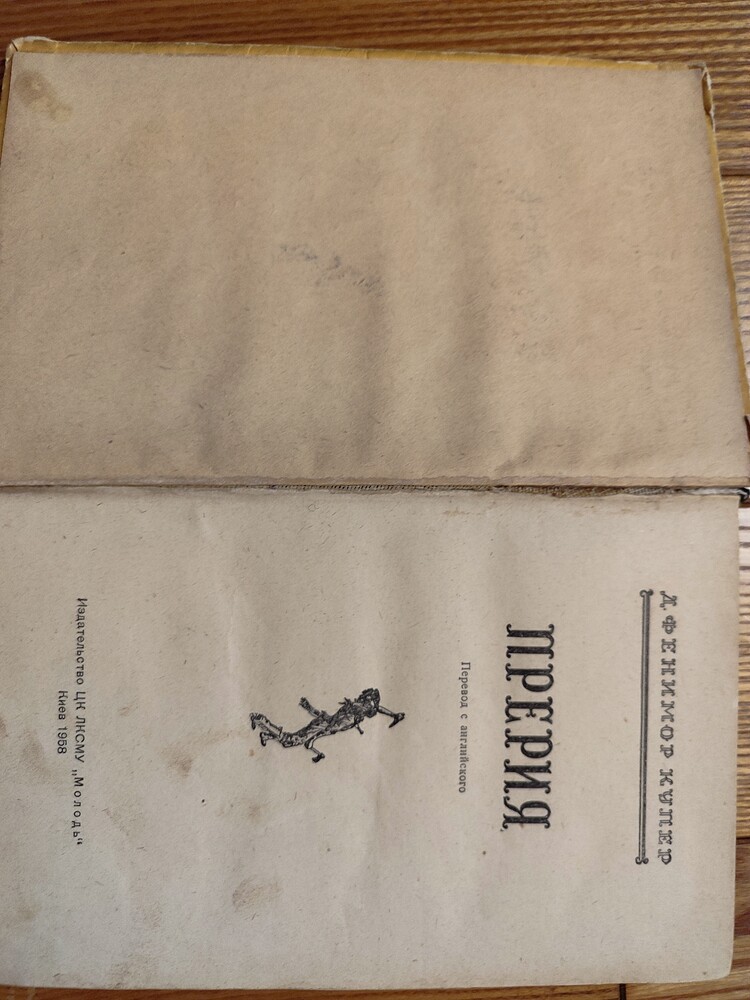 Д. ФЕНИМОР КУПЕР
ПРЕРИЯ
Перевод с английского
Издательство ЦК ЛКСМУ „Молодь“
Киев 1958